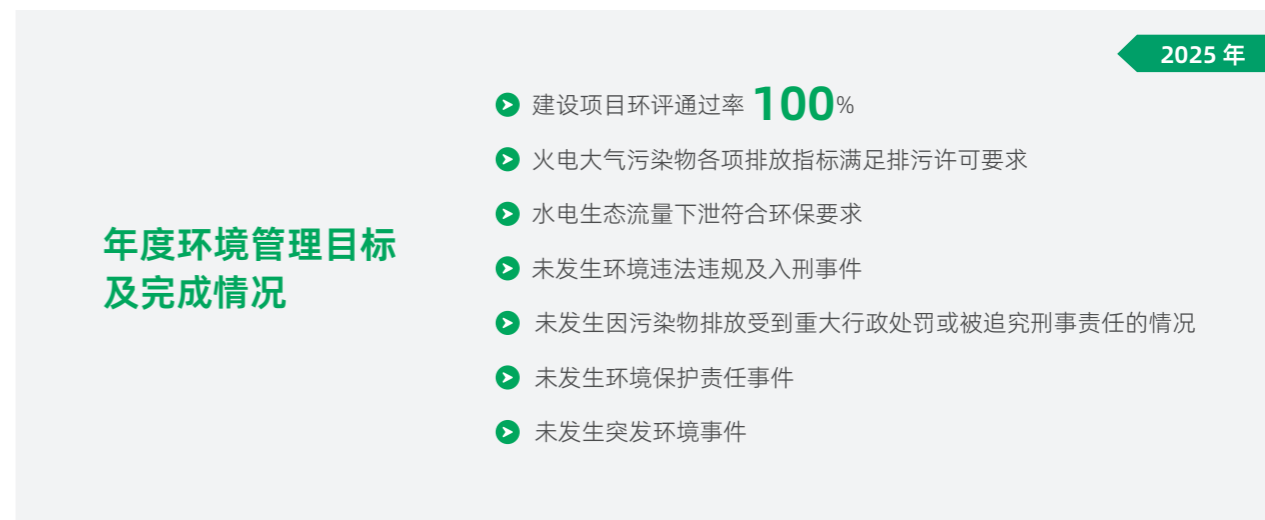 2025 年
年度环境管理目标
及完成情况
建设项目环评通过率 100%
火电大气污染物各项排放指标满足排污许可要求
水电生态流量下泄符合环保要求
未发生环境违法违规及入刑事件
未发生因污染物排放受到重大行政处罚或被追究刑事责任的情况
未发生环境保护责任事件
未发生突发环境事件